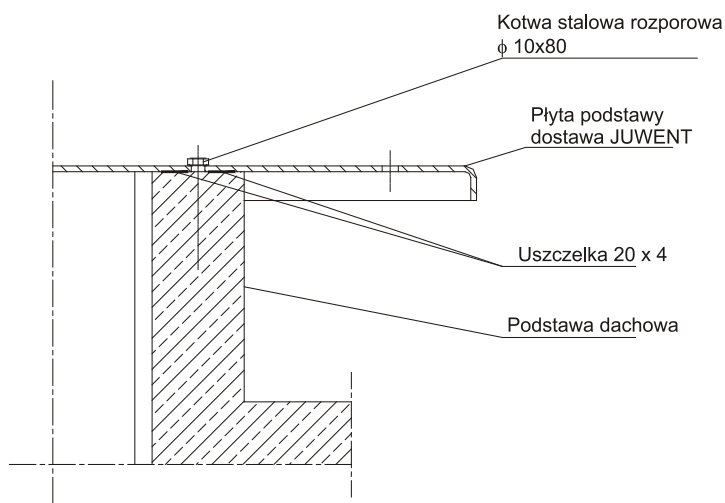 Kotwa stalowa rozporowa
ϕ 10x80
Płyta podstawy
dostawa JUWENT
Uszczelka 20 x 4
Podstawa dachowa